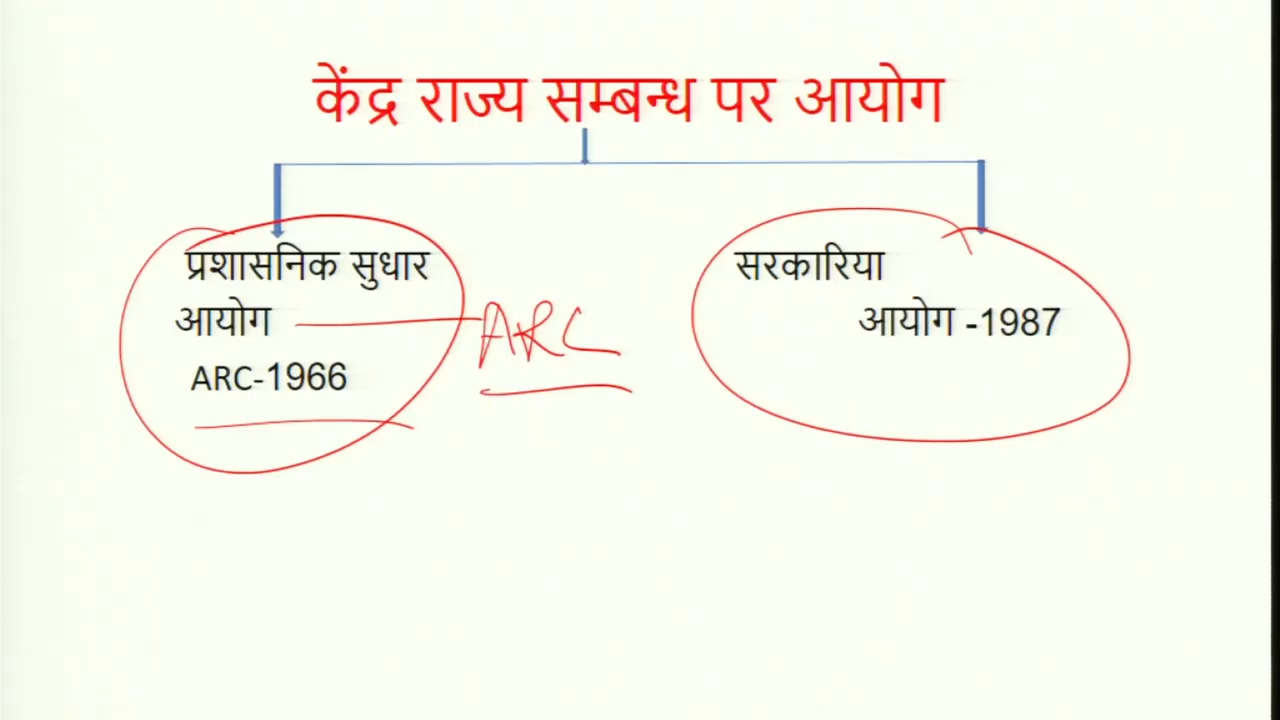 केंद्र राज्य सम्बन्ध पर आयोग
प्रशासनिक सुधार
आयोग
ARC-1966
ARC
सरकारिया
आयोग -1987